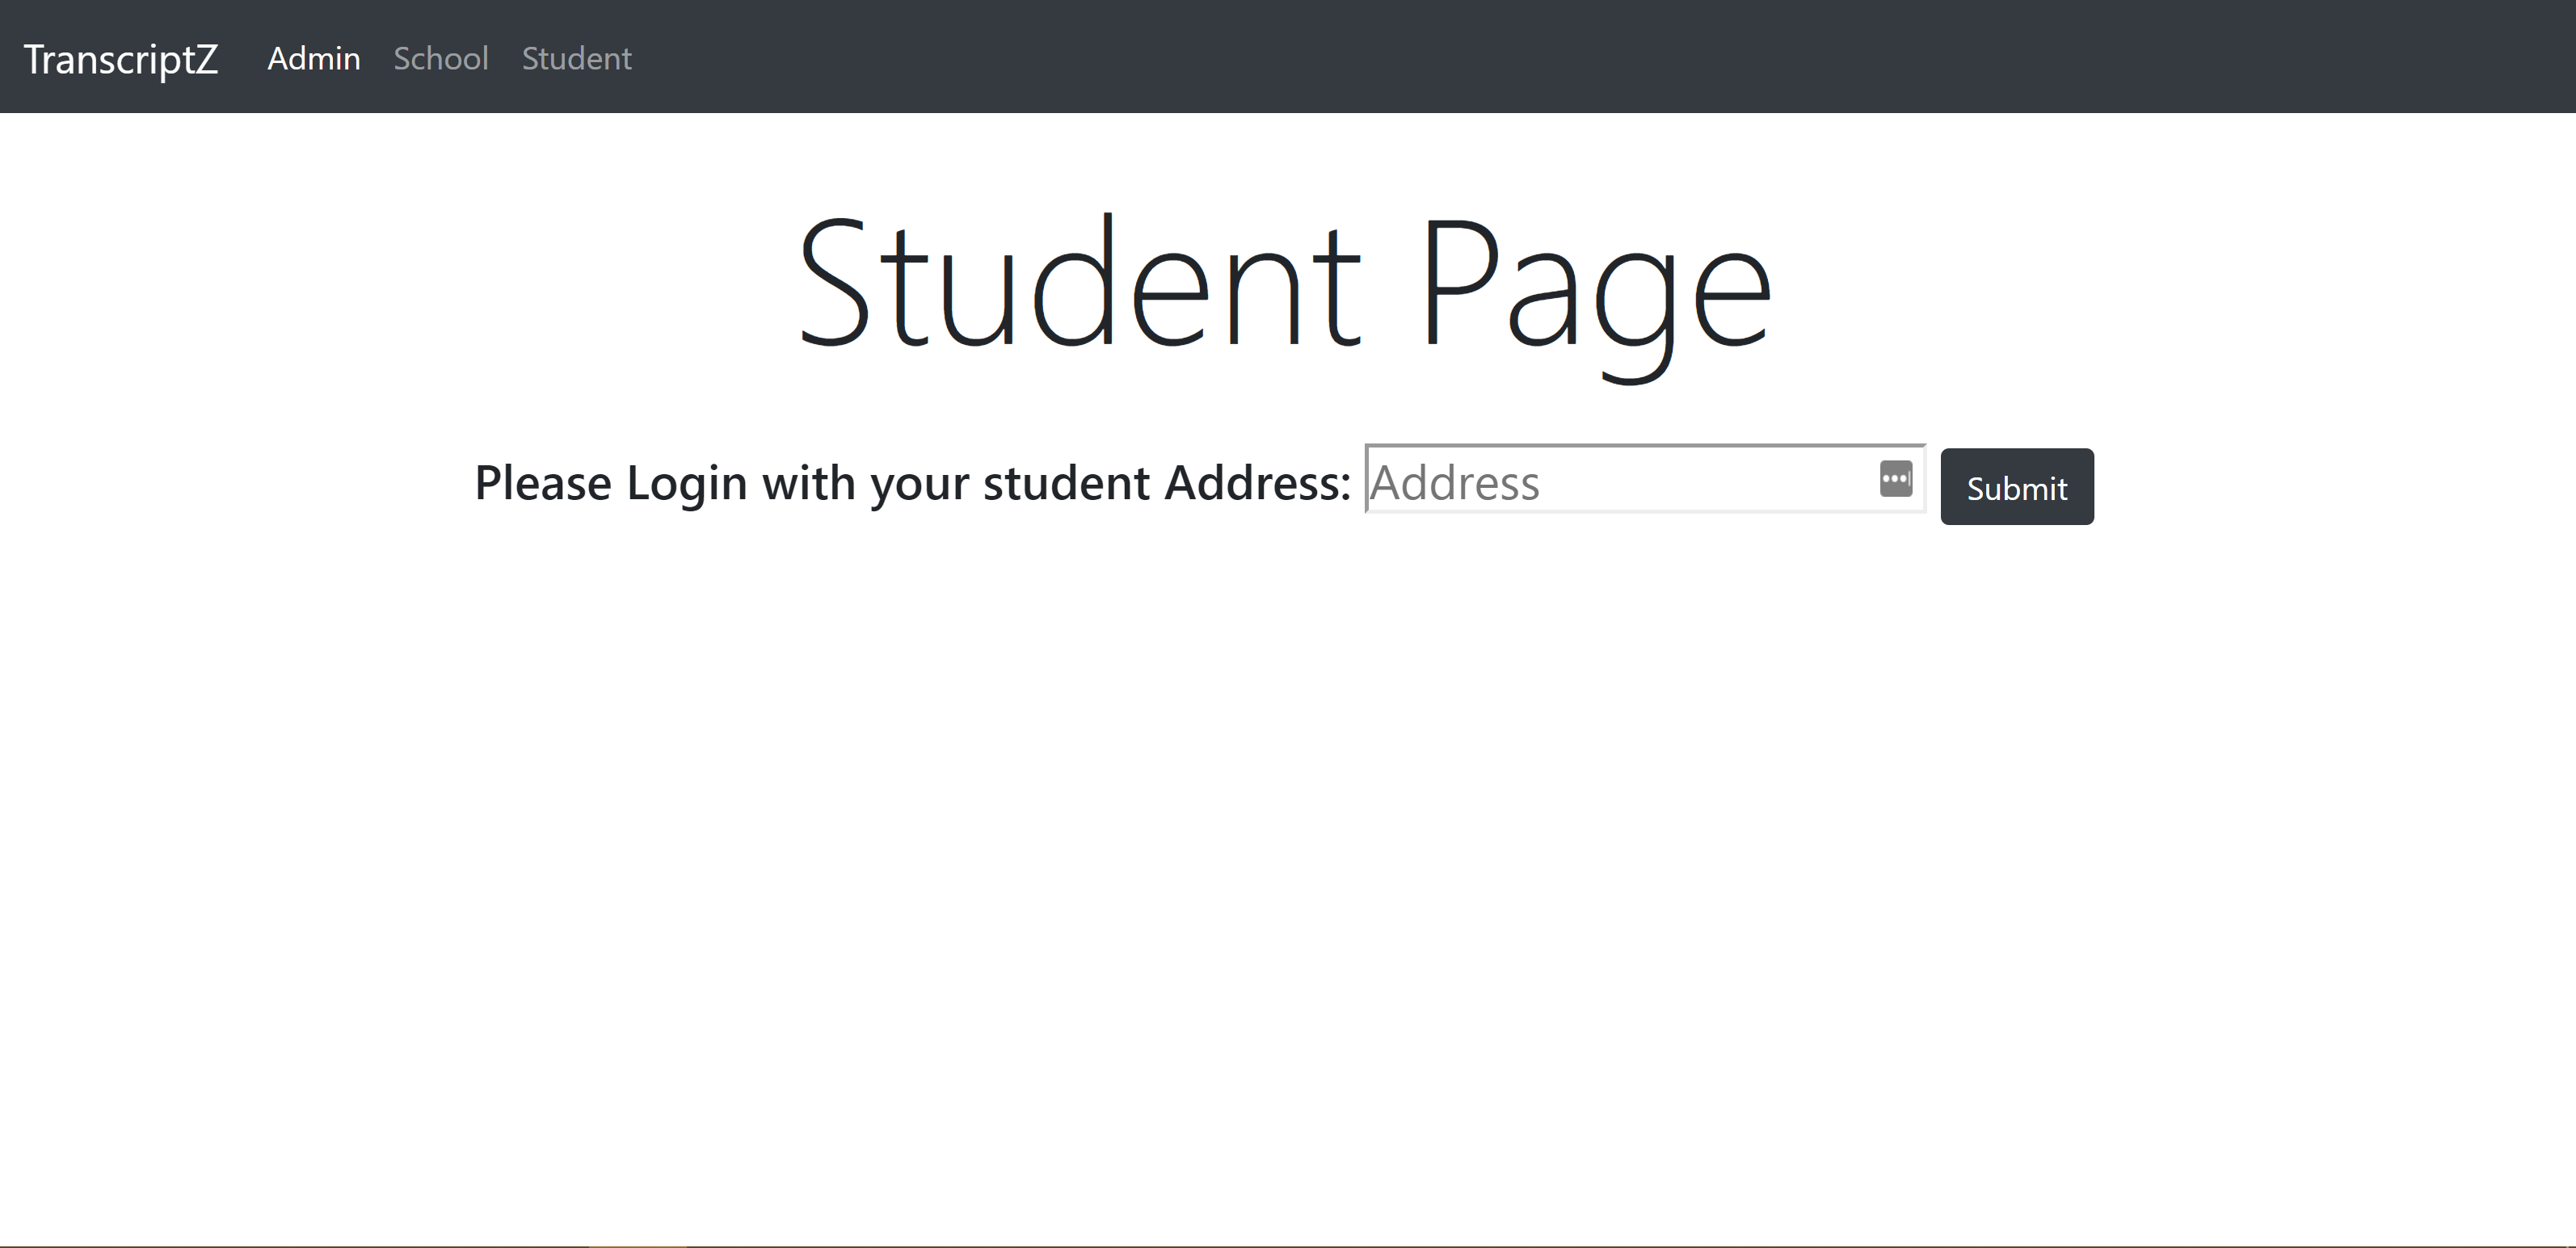 TranscriptZ Admin School Student
Student Page
Please Login with your student Address: Address Submit